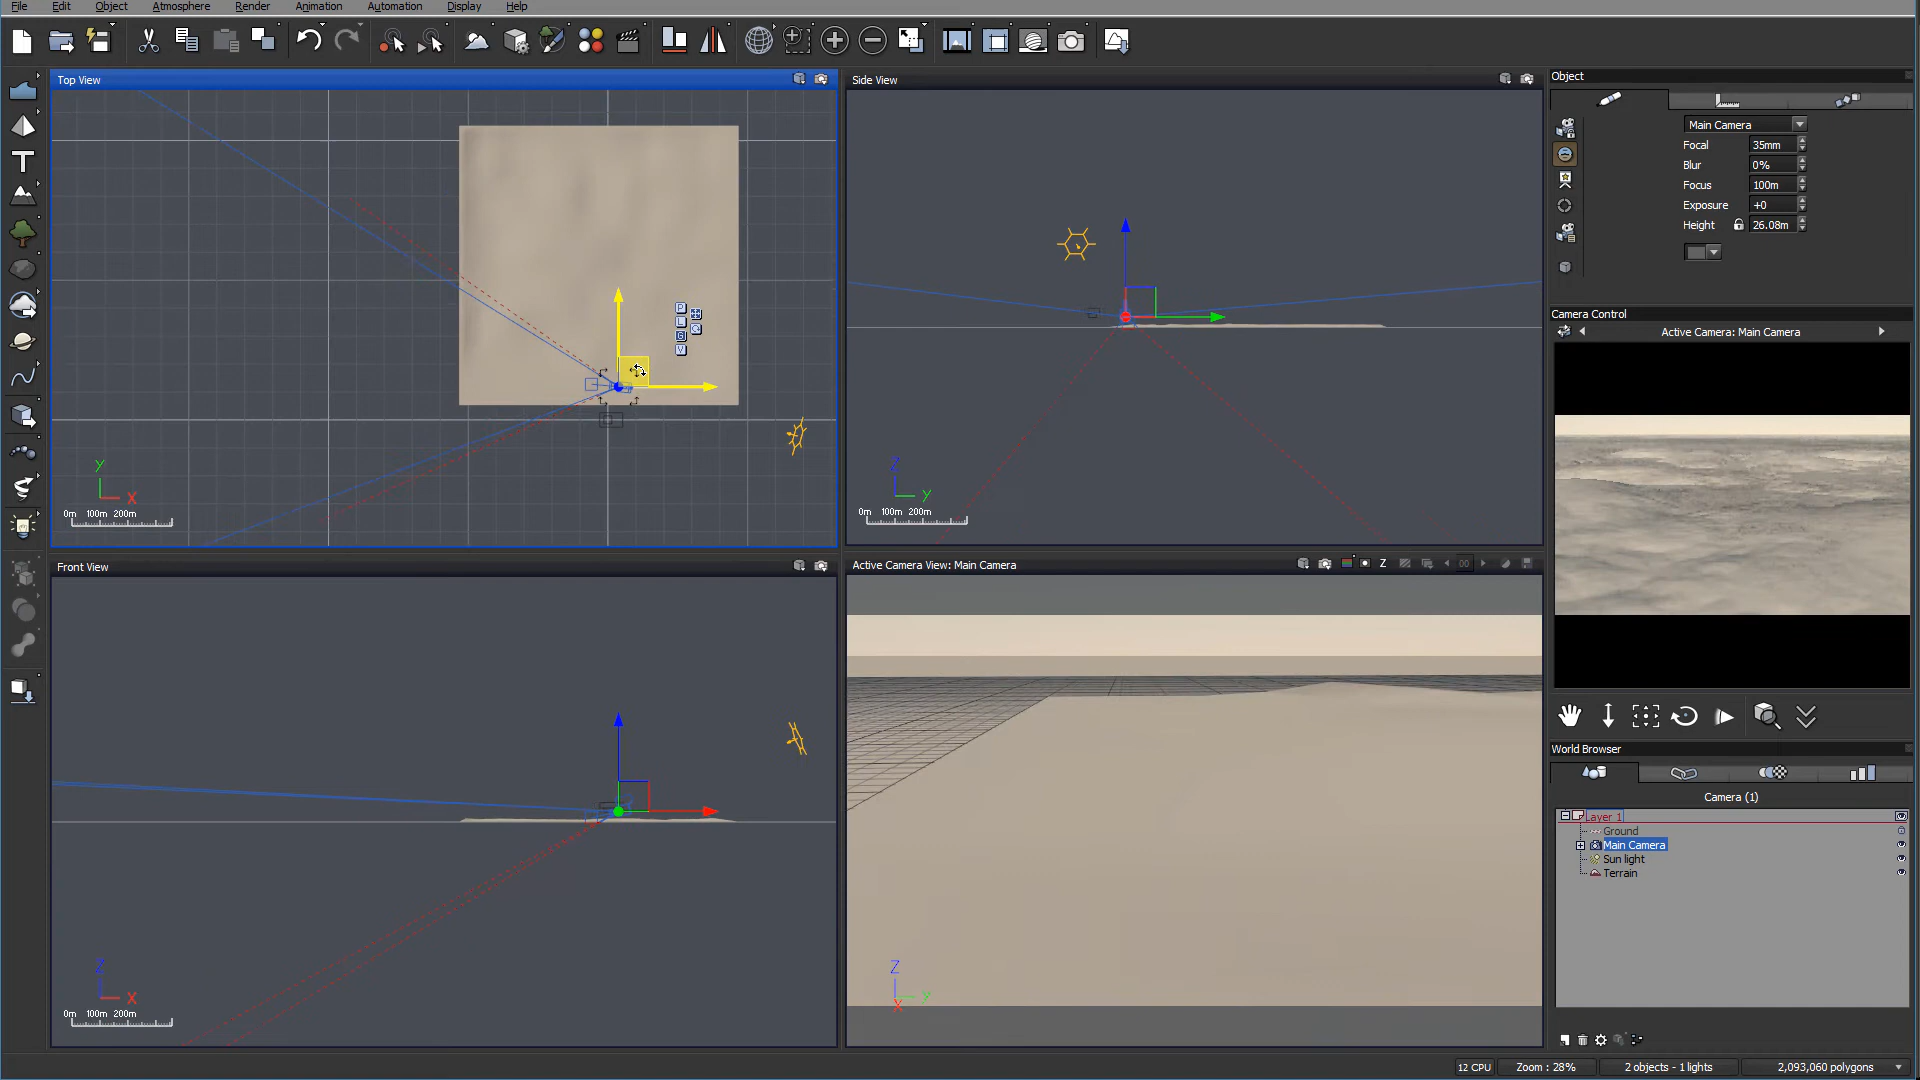 File Edit Object Atmosphere Render Animation Automation Display Help
Top View
Side View
Object
Main Camera
Focal 35mm
Blur 0%
Focus 100m
Exposure +0
Height 26.08m
P
L
G
V
Y
X
0m 100m 200m
Z
Y
0m 100m 200m
Camera Control
Active Camera: Main Camera
Front View
Active Camera View: Main Camera
Z
00
Z
X
0m 100m 200m
Z
Y
X
World Browser
Camera (1)
Layer 1
Ground
Main Camera
Sun light
Terrain
12 CPU Zoom : 28% 2 objects - 1 lights 2,093,060 polygons